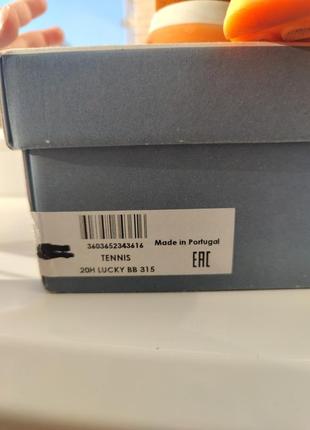 3603652343616
Made in Portugal
TENNIS
EAC
20H LUCKY BB 315